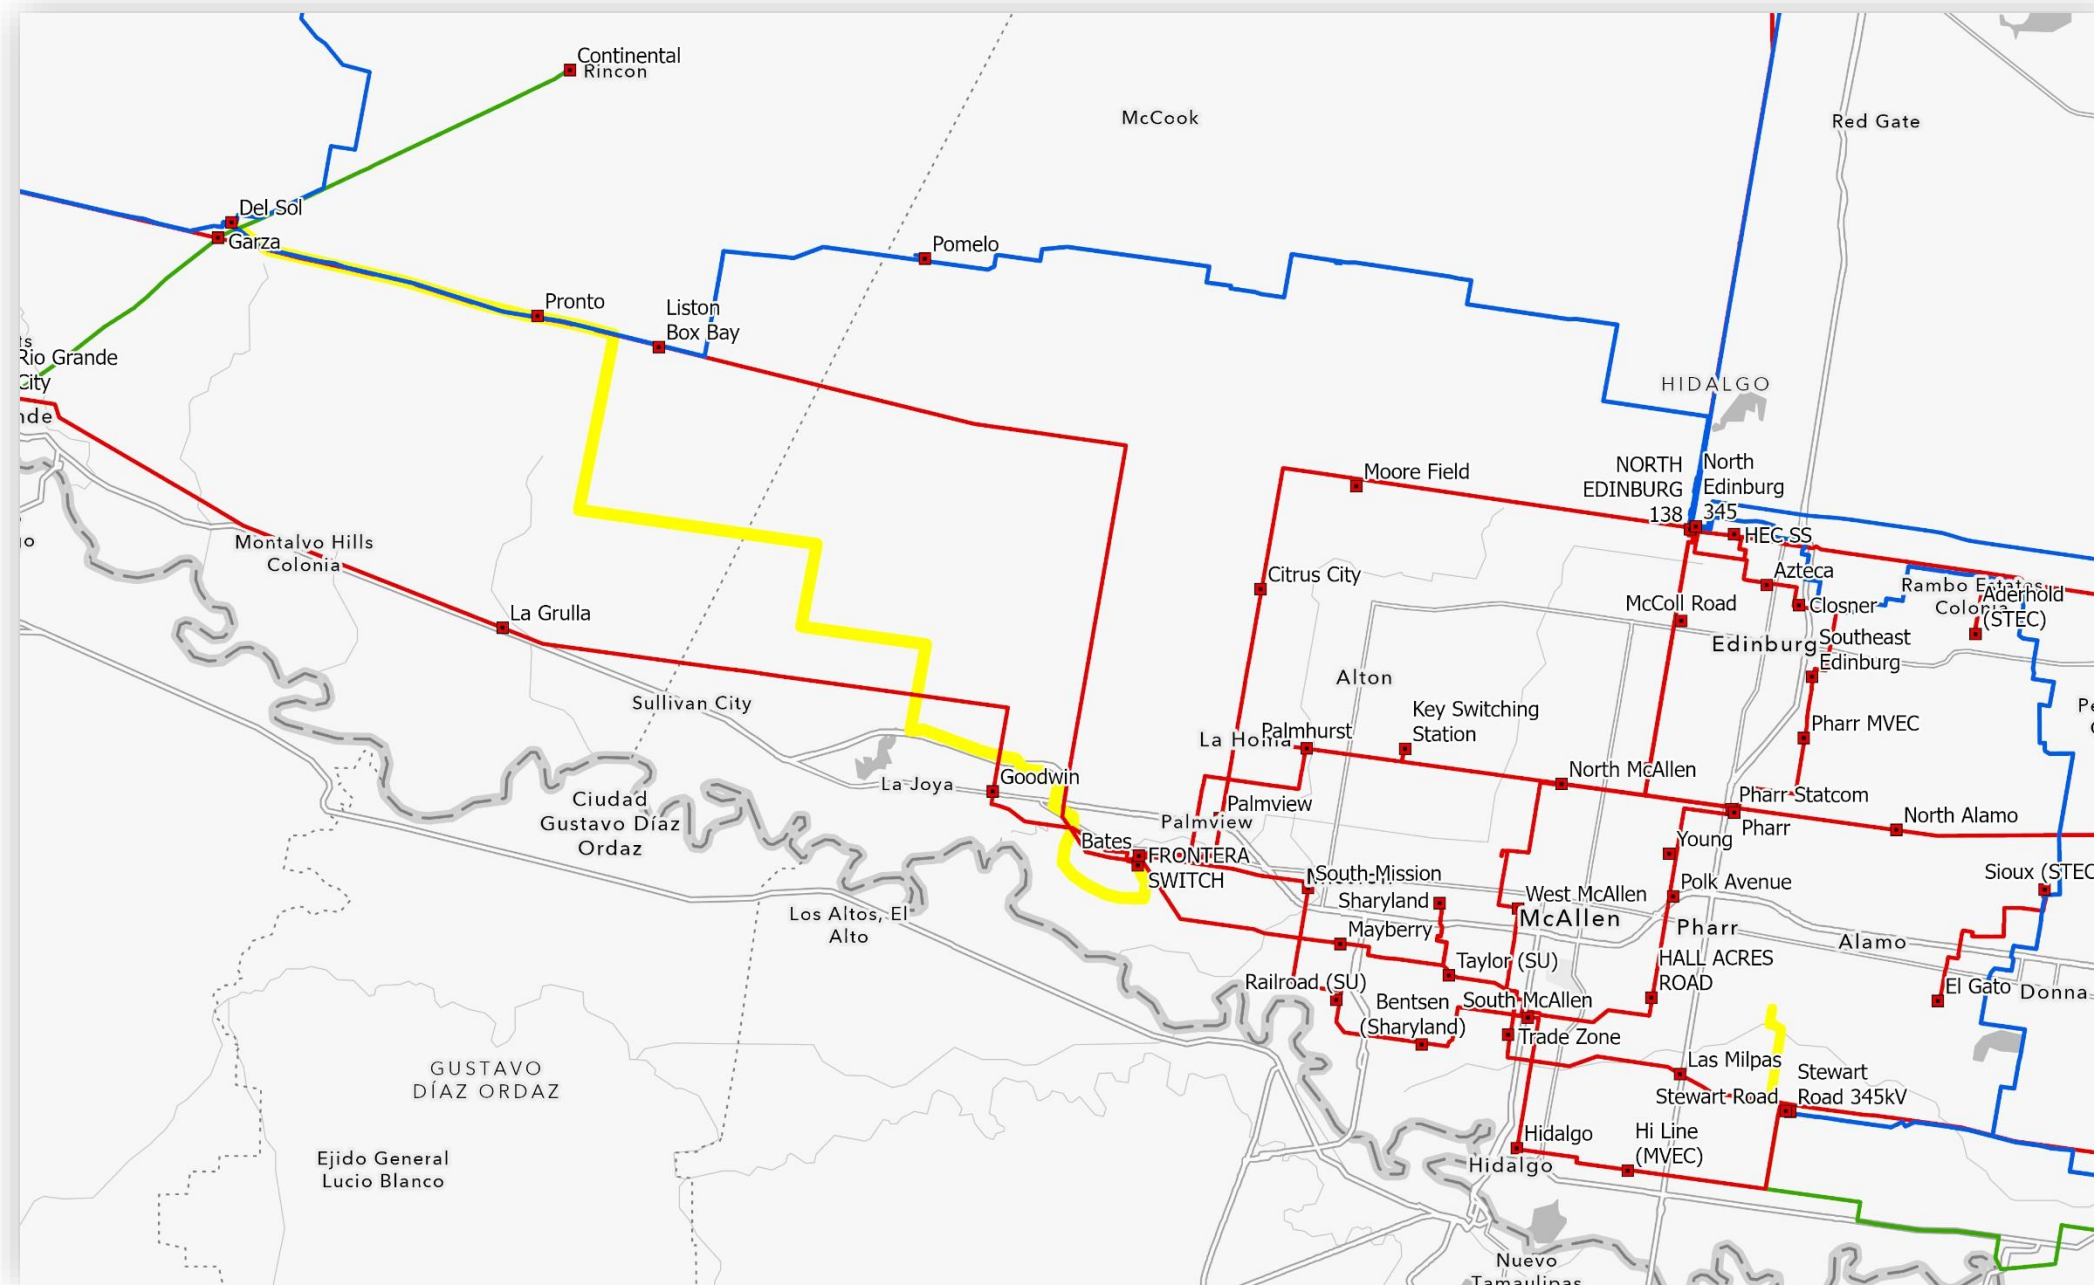 Continental
Rincon
McCook
Red Gate
Del Sol
Garza
Pomelo
Pronto
Liston
Box Bay
Rio Grande
City
HIDALGO
Moore Field
NORTH
EDINBURG
138
North
Edinburg
345
HEC SS
Montalvo Hills
Colonia
Citrus City
Azteca
Rambo Estates
Colonia
Aderhold
(STEC)
La Grulla
McColl Road
Closner
Edinburg
Southeast
Edinburg
Alton
Sullivan City
Key Switching
Station
Pharr MVEC
La Homa
Palmhurst
Goodwin
La Joya
North McAllen
Ciudad
Gustavo Díaz
Ordaz
Palmview
Palmview
Pharr Statcom
Pharr
North Alamo
Bates
FRONTERA
SWITCH
Young
South Mission
Sharyland
West McAllen
McAllen
Polk Avenue
Sioux (STEC
Los Altos, El
Alto
Mayberry
Pharr
Alamo
Taylor (SU)
HALL ACRES
ROAD
Railroad (SU)
Bentsen
(Sharyland)
South McAllen
Trade Zone
El Gato
Donna
GUSTAVO
DÍAZ ORDAZ
Las Milpas
Stewart Road
Stewart
Road 345kV
Ejido General
Lucio Blanco
Hidalgo
Hidalgo
Hi Line
(MVEC)
Nuevo
Tamaulipas